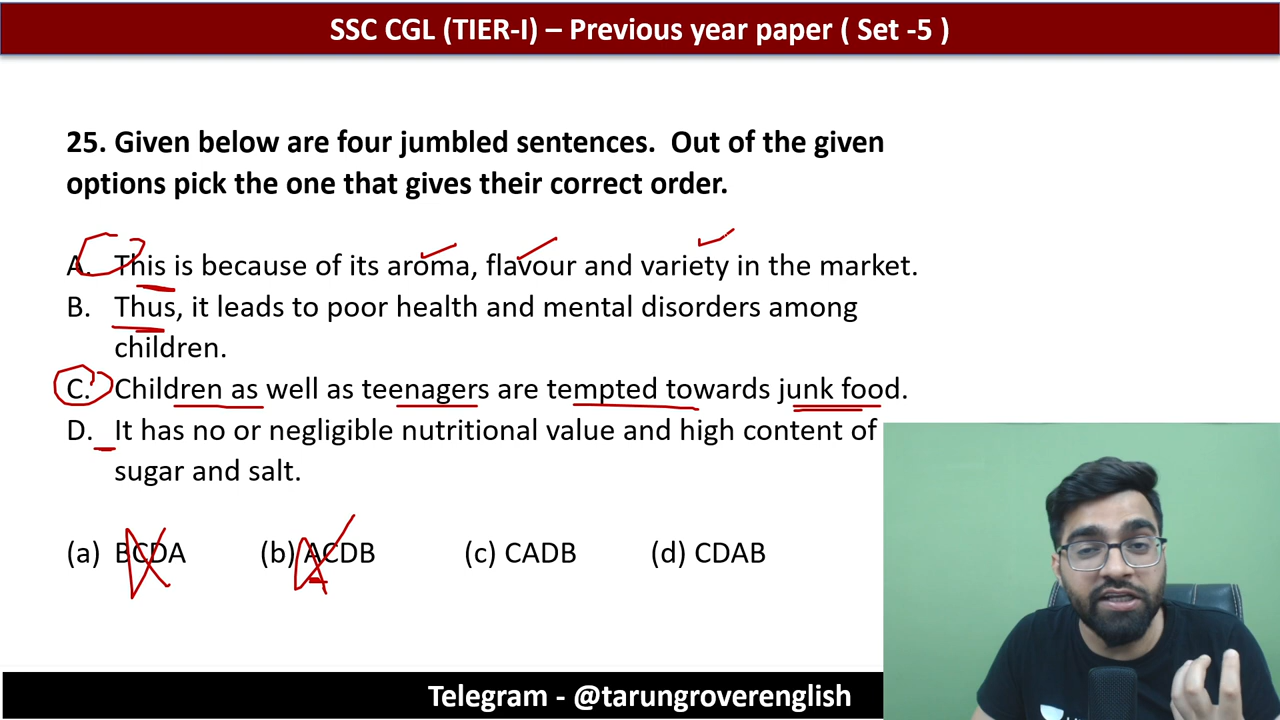 SSC CGL (TIER-I) – Previous year paper ( Set -5 )
25. Given below are four jumbled sentences. Out of the given
options pick the one that gives their correct order.
A. This is because of its aroma, flavour and variety in the market.
B. Thus, it leads to poor health and mental disorders among
children.
C. Children as well as teenagers are tempted towards junk food.
D. It has no or negligible nutritional value and high content of
sugar and salt.
(a) BCDA (b) ACDB (c) CADB (d) CDAB
Telegram - @tarungroverenglish